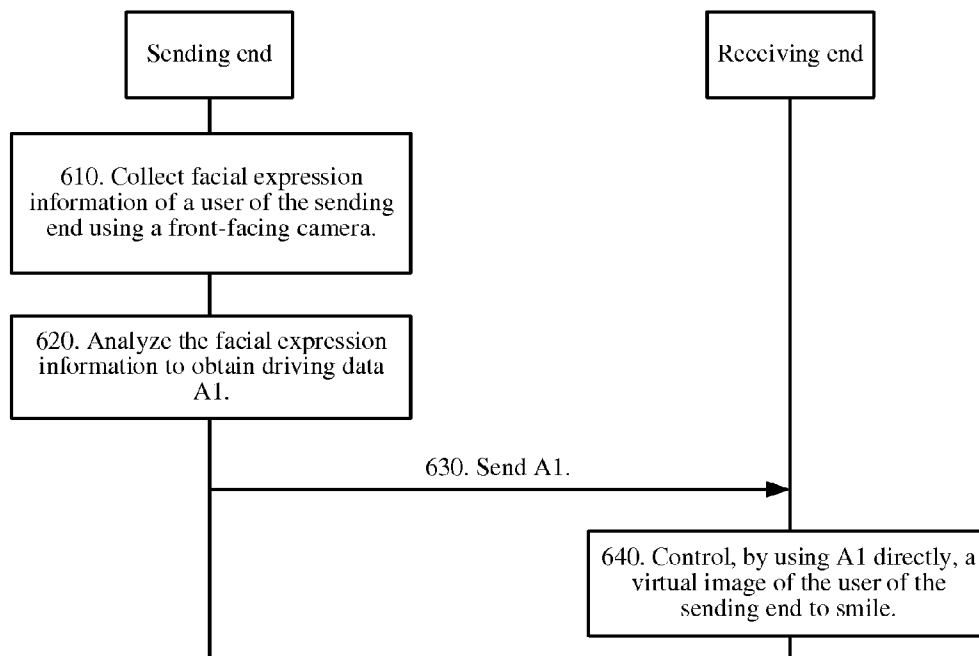 Sending end
Receiving end
610. Collect facial expression
information of a user of the sending
end using a front-facing camera.
620. Analyze the facial expression
information to obtain driving data
A1.
630. Send A1.
640. Control, by using A1 directly, a
virtual image of the user of the
sending end to smile.